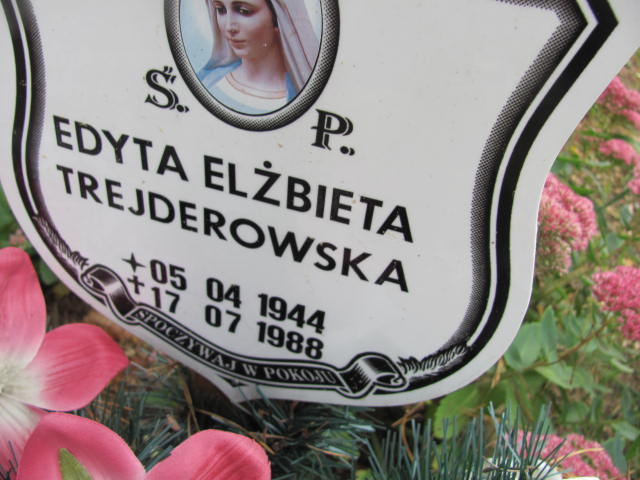 Ś. P.
EDYTA ELŻBIETA
TREJDEROWSKA
05 04 1944
17 07 1988
SPOCZYWAJ W POKOJU